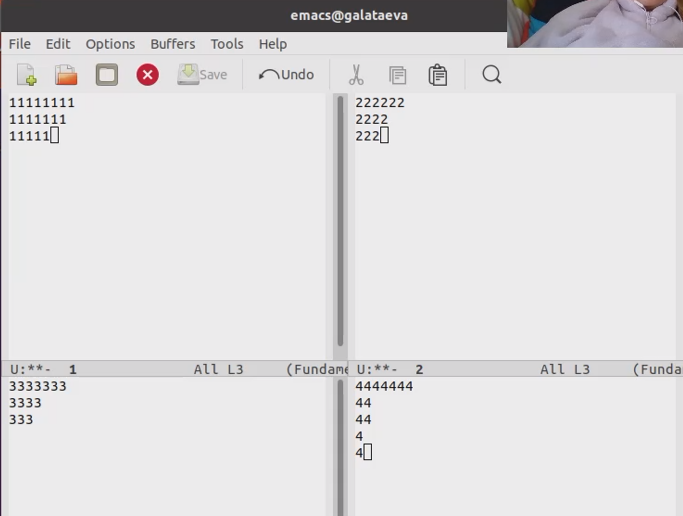 emacs@galataeva
File Edit Options Buffers Tools Help
Save Undo
11111111
1111111
11111
222222
2222
222
U:**- 1 All L3 (Fundame
U:**- 2 All L3 (Funda
3333333
3333
333
4444444
44
44
4
4